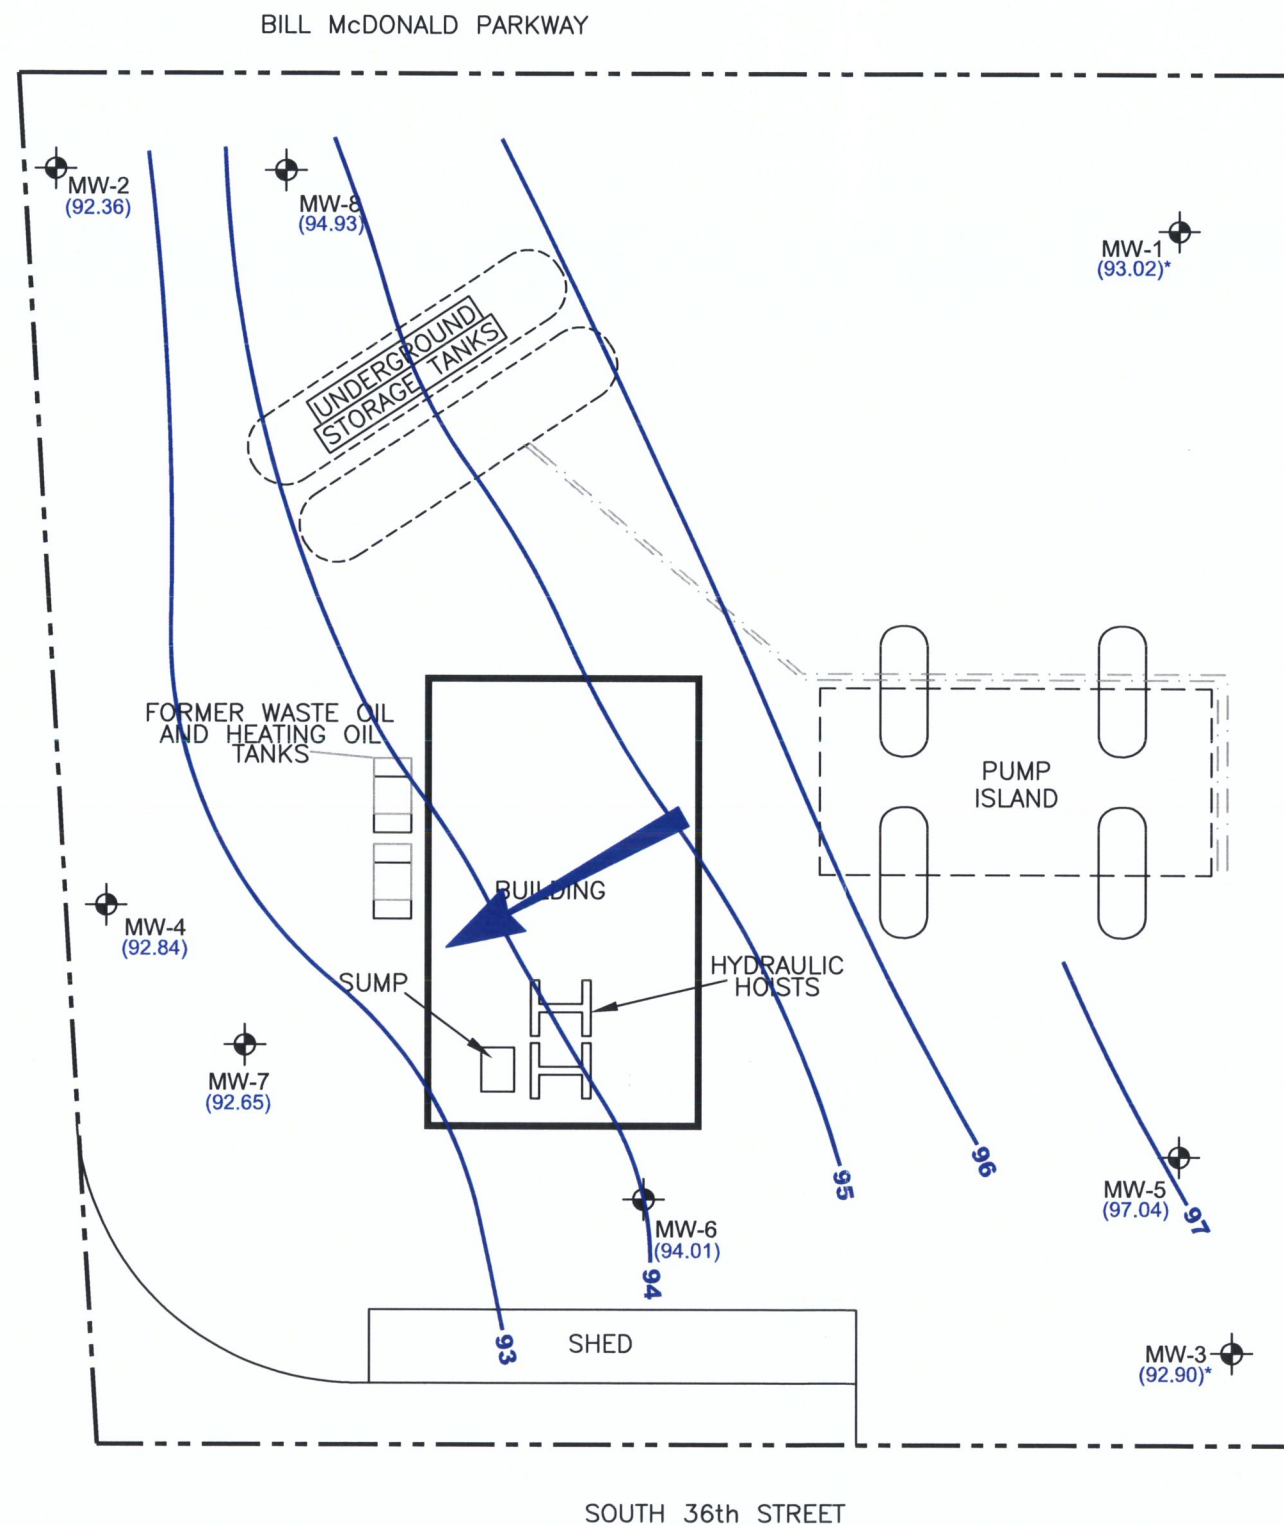 BILL McDONALD PARKWAY
MW-2
(92.36)
MW-8
(94.93)
MW-1
(93.02)*
UNDERGROUND
STORAGE TANKS
FORMER WASTE OIL
AND HEATING OIL
TANKS
PUMP
ISLAND
BUILDING
MW-4
(92.84)
SUMP
HYDRAULIC
HOISTS
MW-7
(92.65)
MW-5
(97.04)
MW-6
(94.01)
93
94
95
96
97
SHED
MW-3
(92.90)*
SOUTH 36th STREET